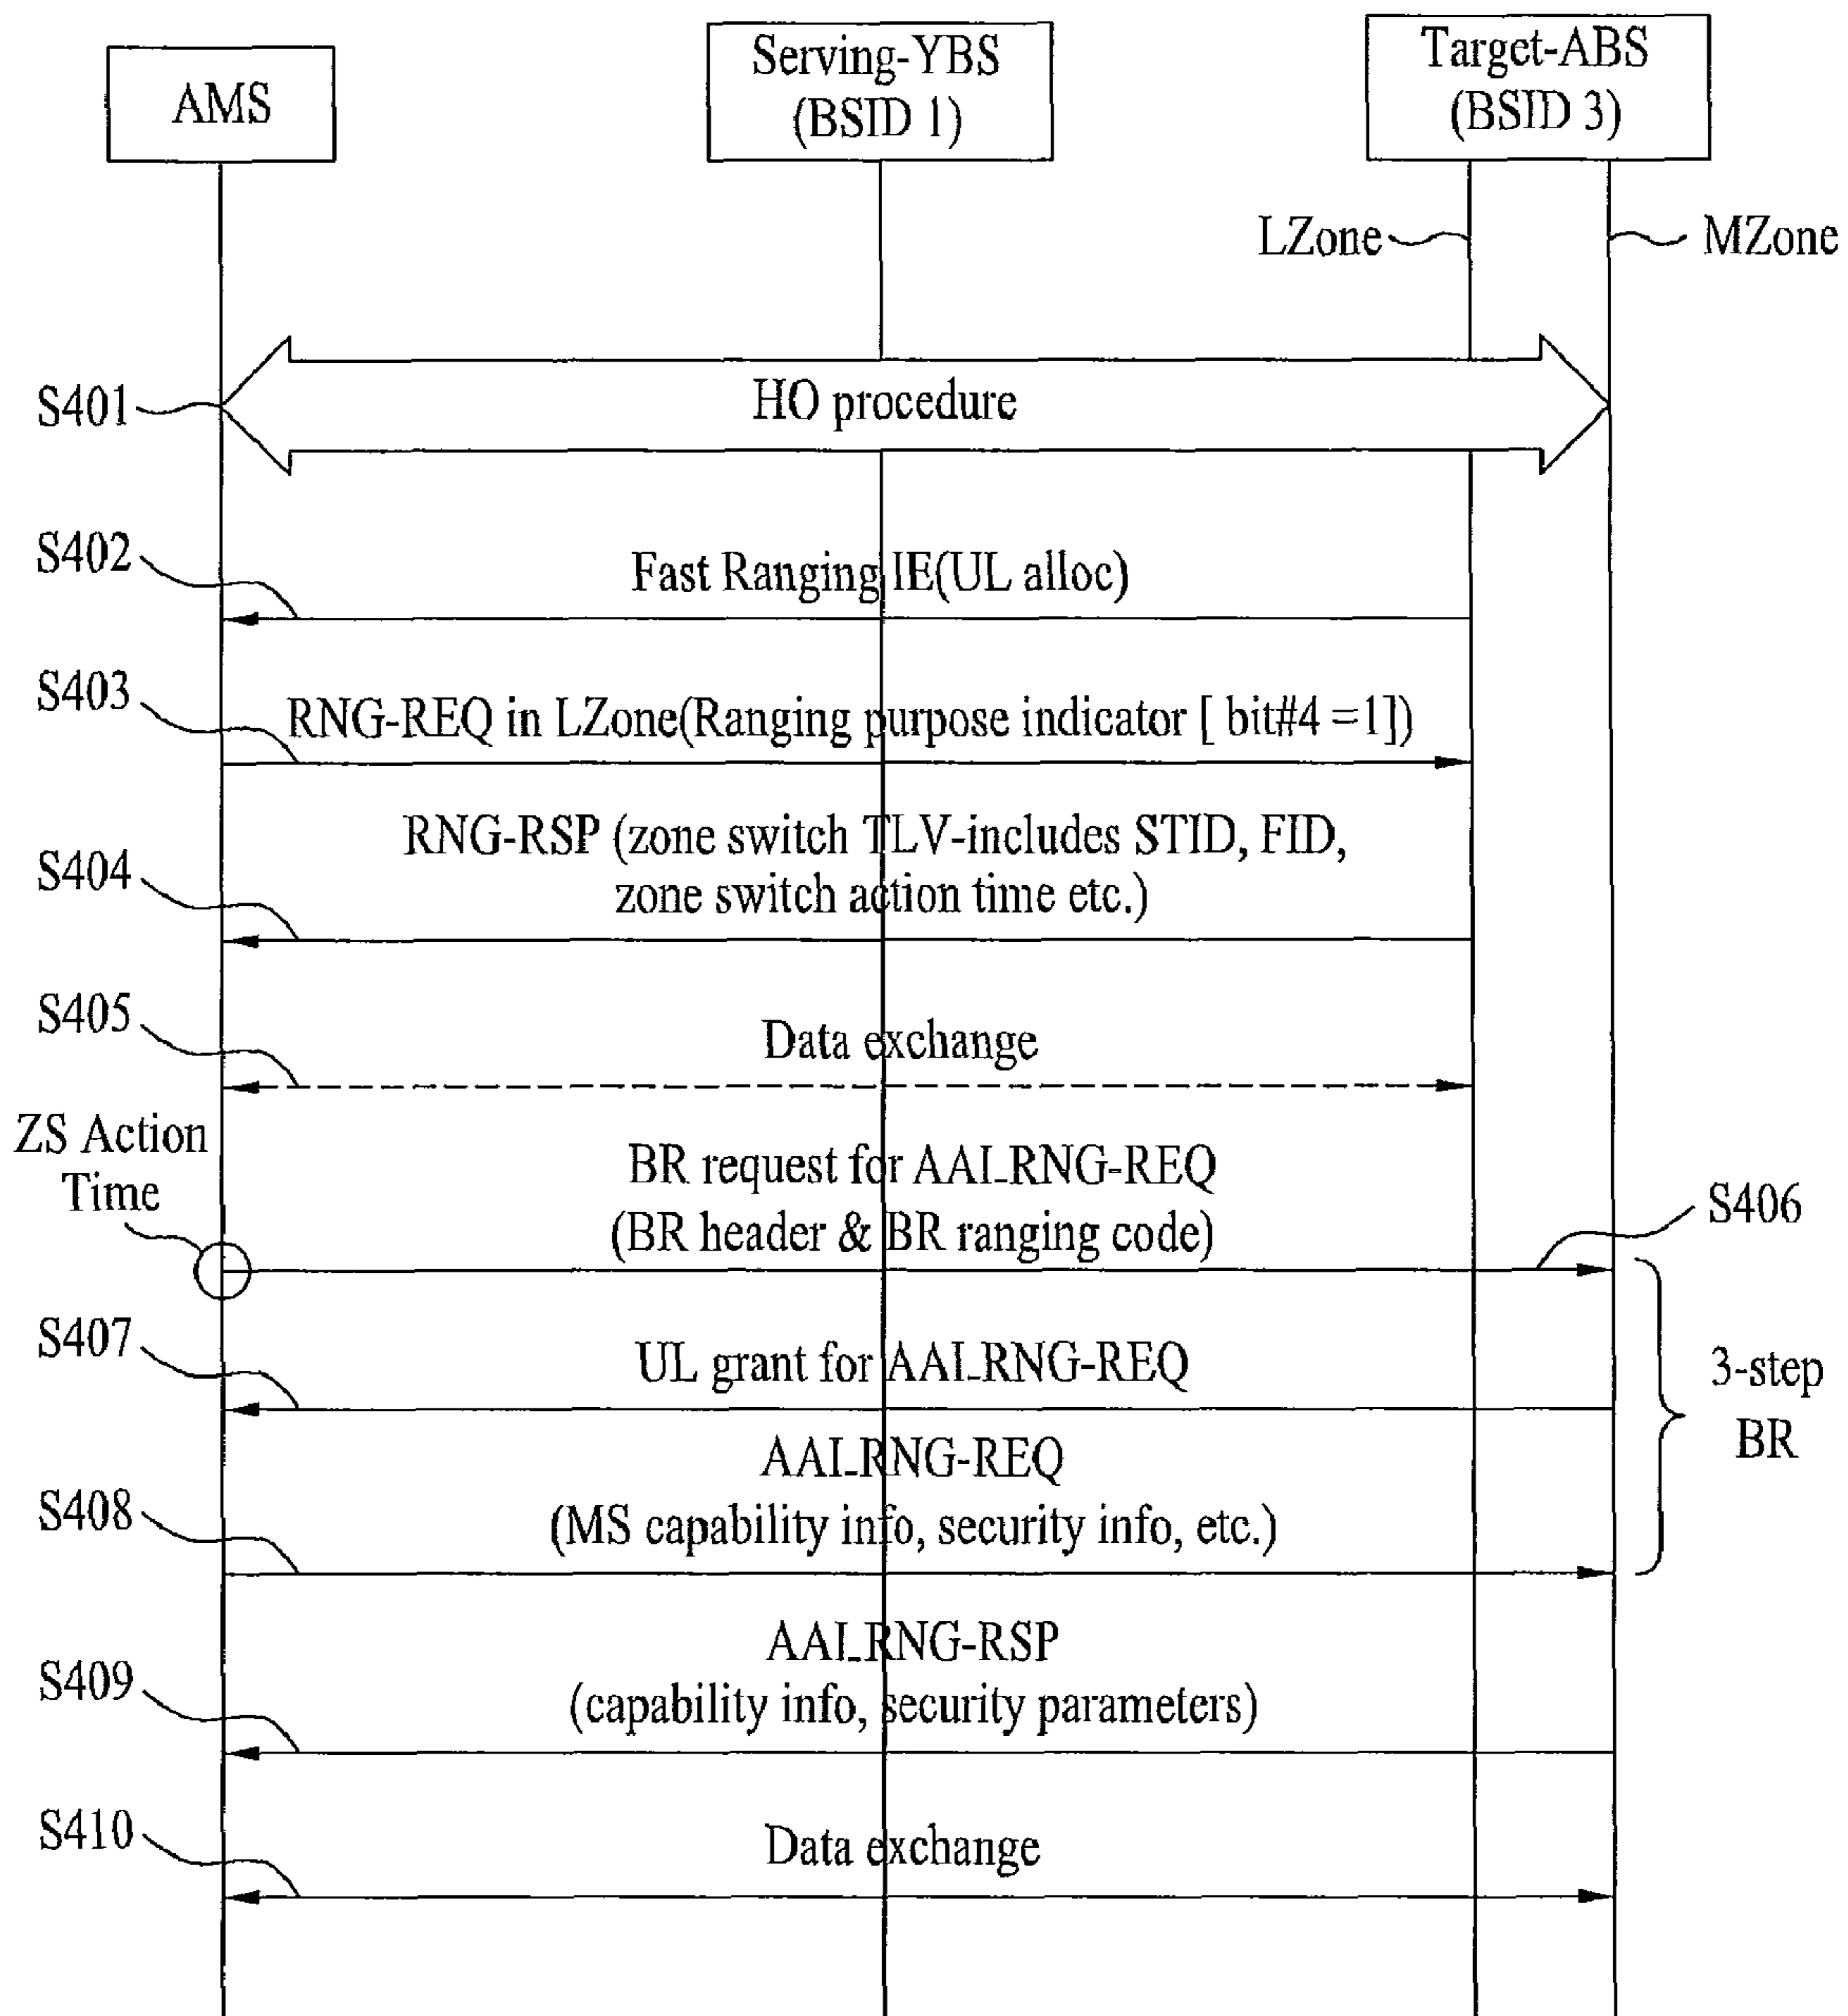 AMS
Serving-YBS
(BSID 1)
Target-ABS
(BSID 3)
LZone
MZone
S401
HO procedure
S402
Fast Ranging IE(UL alloc)
S403
RNG-REQ in LZone(Ranging purpose indicator [ bit#4 =1])
S404
RNG-RSP (zone switch TLV-includes STID, FID,
zone switch action time etc.)
S405
Data exchange
ZS Action
Time
BR request for AAI_RNG-REQ
(BR header & BR ranging code)
S406
S407
UL grant for AAI_RNG-REQ
3-step
BR
S408
AAI_RNG-REQ
(MS capability info, security info, etc.)
S409
AAI_RNG-RSP
(capability info, security parameters)
S410
Data exchange